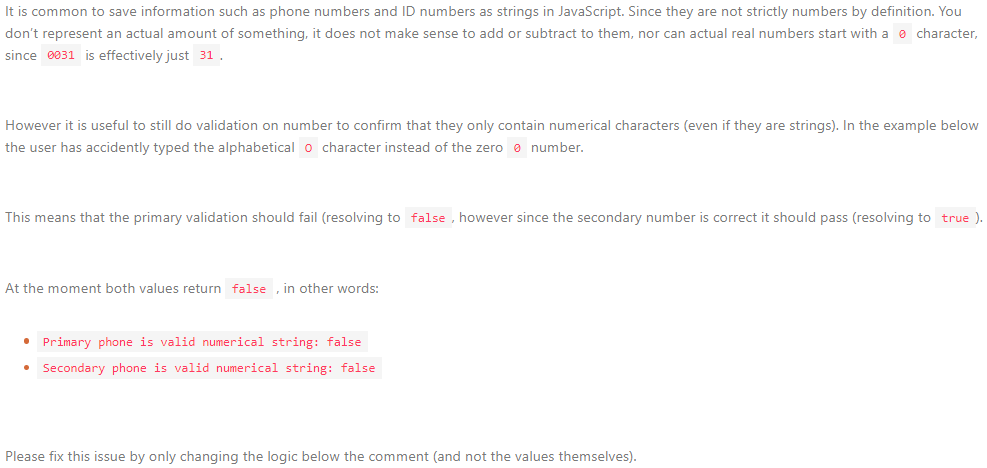 It is common to save information such as phone numbers and ID numbers as strings in JavaScript. Since they are not strictly numbers by definition. You
don't represent an actual amount of something, it does not make sense to add or subtract to them, nor can actual real numbers start with a 0 character,
since 0031 is effectively just 31 .
However it is useful to still do validation on number to confirm that they only contain numerical characters (even if they are strings). In the example below
the user has accidently typed the alphabetical O character instead of the zero 0 number.
This means that the primary validation should fail (resolving to false , however since the secondary number is correct it should pass (resolving to true ).
At the moment both values return false , in other words:
• Primary phone is valid numerical string: false
• Secondary phone is valid numerical string: false
Please fix this issue by only changing the logic below the comment (and not the values themselves).